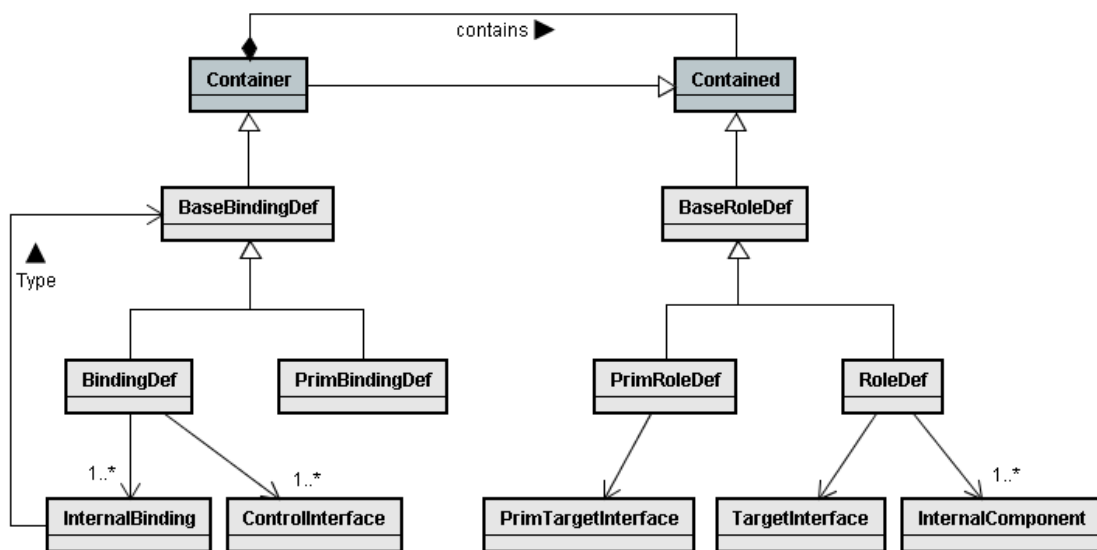 contains ▶
Container
Contained
BaseBindingDef
BaseRoleDef
▲
Type
BindingDef
PrimBindingDef
PrimRoleDef
RoleDef
1..*
1..*
1..*
InternalBinding
ControlInterface
PrimTargetInterface
TargetInterface
InternalComponent